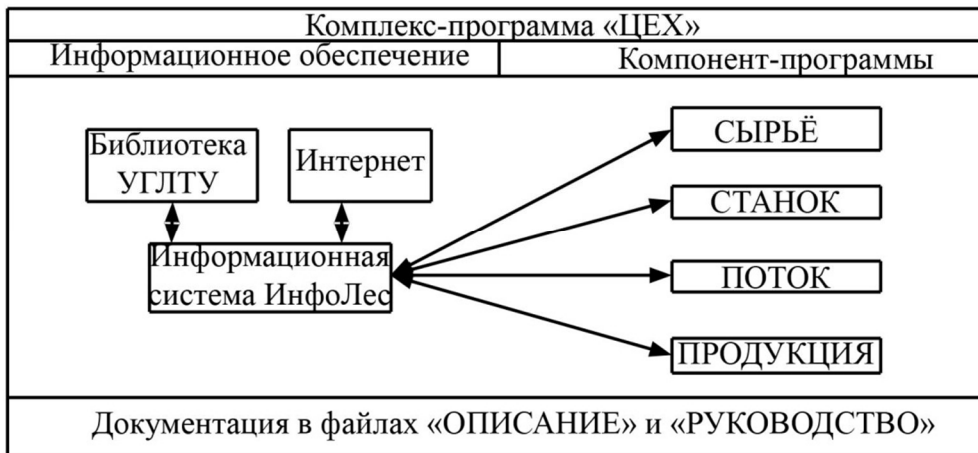 Комплекс-программа «ЦЕХ»
Информационное обеспечение
Компонент-программы
Библиотека
УГЛТУ
Интернет
Информационная
система ИнфоЛес
СЫРЬЁ
СТАНОК
ПОТОК
ПРОДУКЦИЯ
Документация в файлах «ОПИСАНИЕ» и «РУКОВОДСТВО»